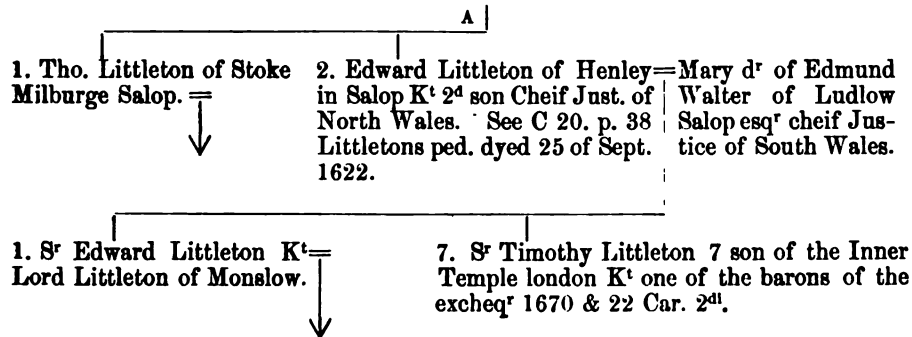 A
1. Tho. Littleton of Stoke
Milburge Salop. =
2. Edward Littleton of Henley=
in Salop Kᵗ 2ᵈ son Cheif Just. of
North Wales. See C 20. p. 38
Littletons ped. dyed 25 of Sept.
1622.
Mary dʳ of Edmund
Walter of Ludlow
Salop esqʳ cheif Jus-
tice of South Wales.
1. Sʳ Edward Littleton Kᵗ=
Lord Littleton of Monslow.
7. Sʳ Timothy Littleton 7 son of the Inner
Temple london Kᵗ one of the barons of the
excheqʳ 1670 & 22 Car. 2ᵈⁱ.